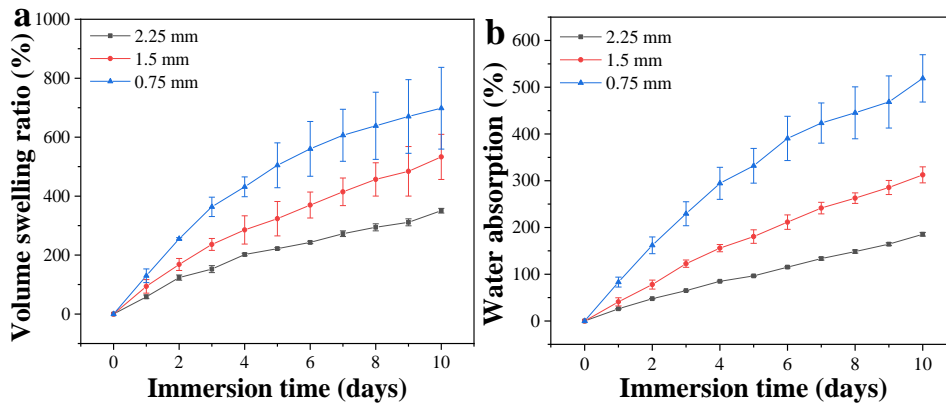 a
Volume swelling ratio (%)
1000
800
600
400
200
0
2.25 mm
1.5 mm
0.75 mm
0 2 4 6 8 10
Immersion time (days)
b
Water absorption (%)
600
500
400
300
200
100
0
2.25 mm
1.5 mm
0.75 mm
0 2 4 6 8 10
Immersion time (days)